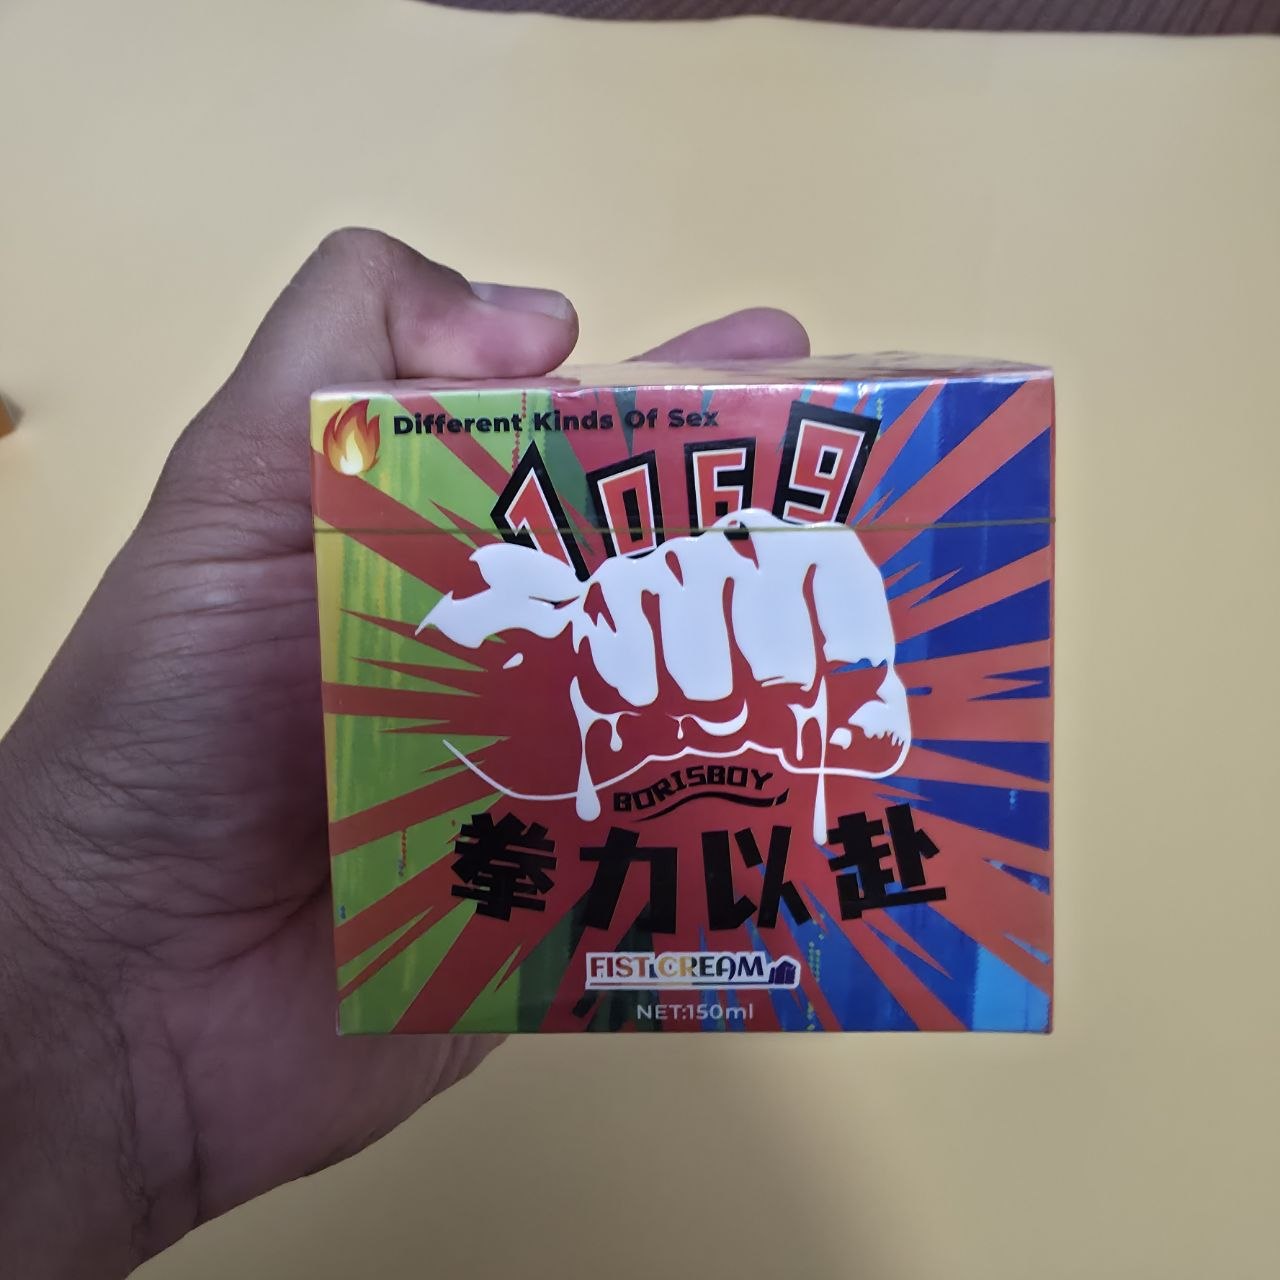 Different Kinds Of Sex
1069
BORISBOY
拳力以赴
FIST CREAM
NET:150ml